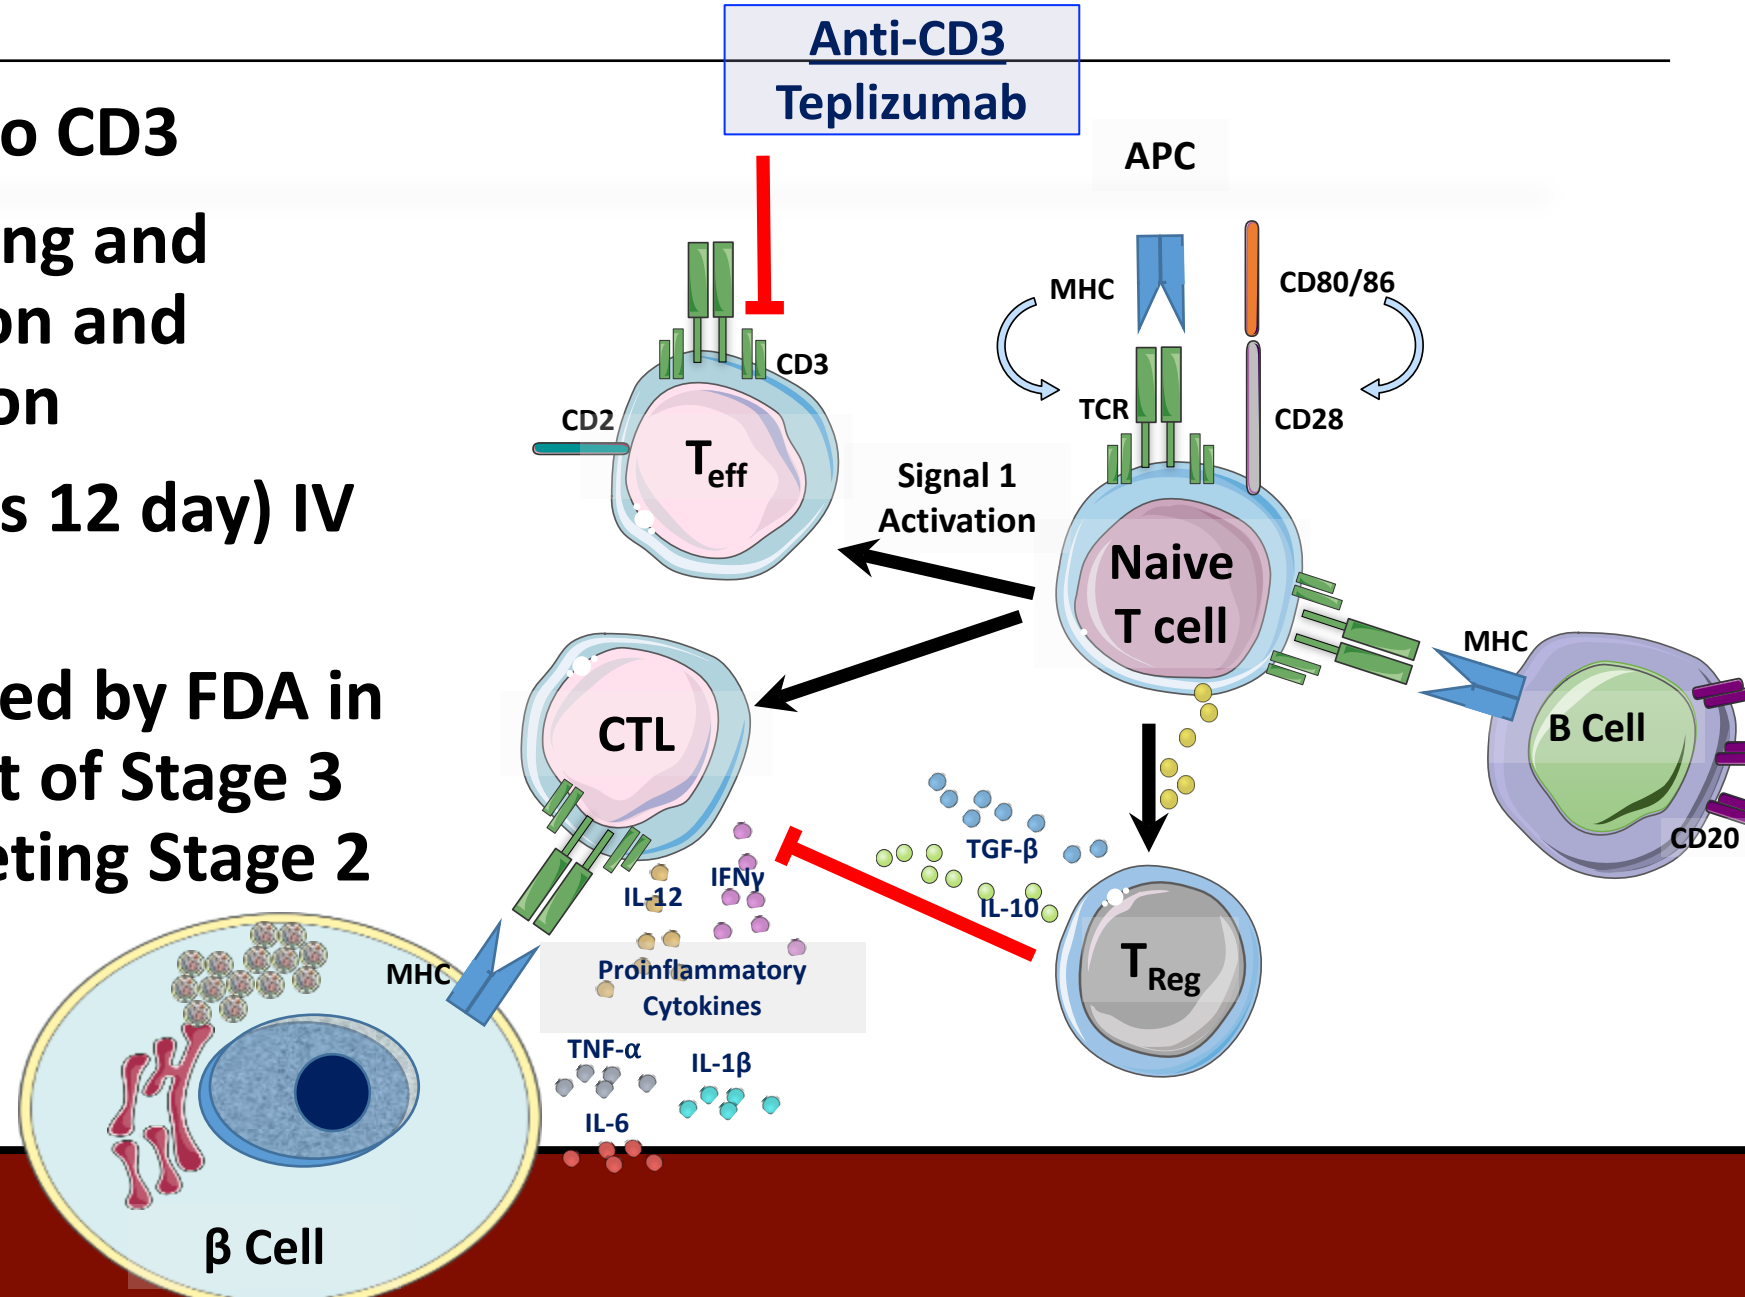 Anti-CD3
Teplizumab
o CD3
ng and
on and
on
s 12 day) IV
ed by FDA in
t of Stage 3
eting Stage 2
APC
MHC
CD80/86
TCR
CD28
CD3
CD2
Teff
Signal 1
Activation
Naive
T cell
MHC
B Cell
CD20
CTL
TGF-β
IL-10
IFNγ
IL-12
TReg
MHC
Proinflammatory
Cytokines
TNF-α
IL-1β
IL-6
β Cell